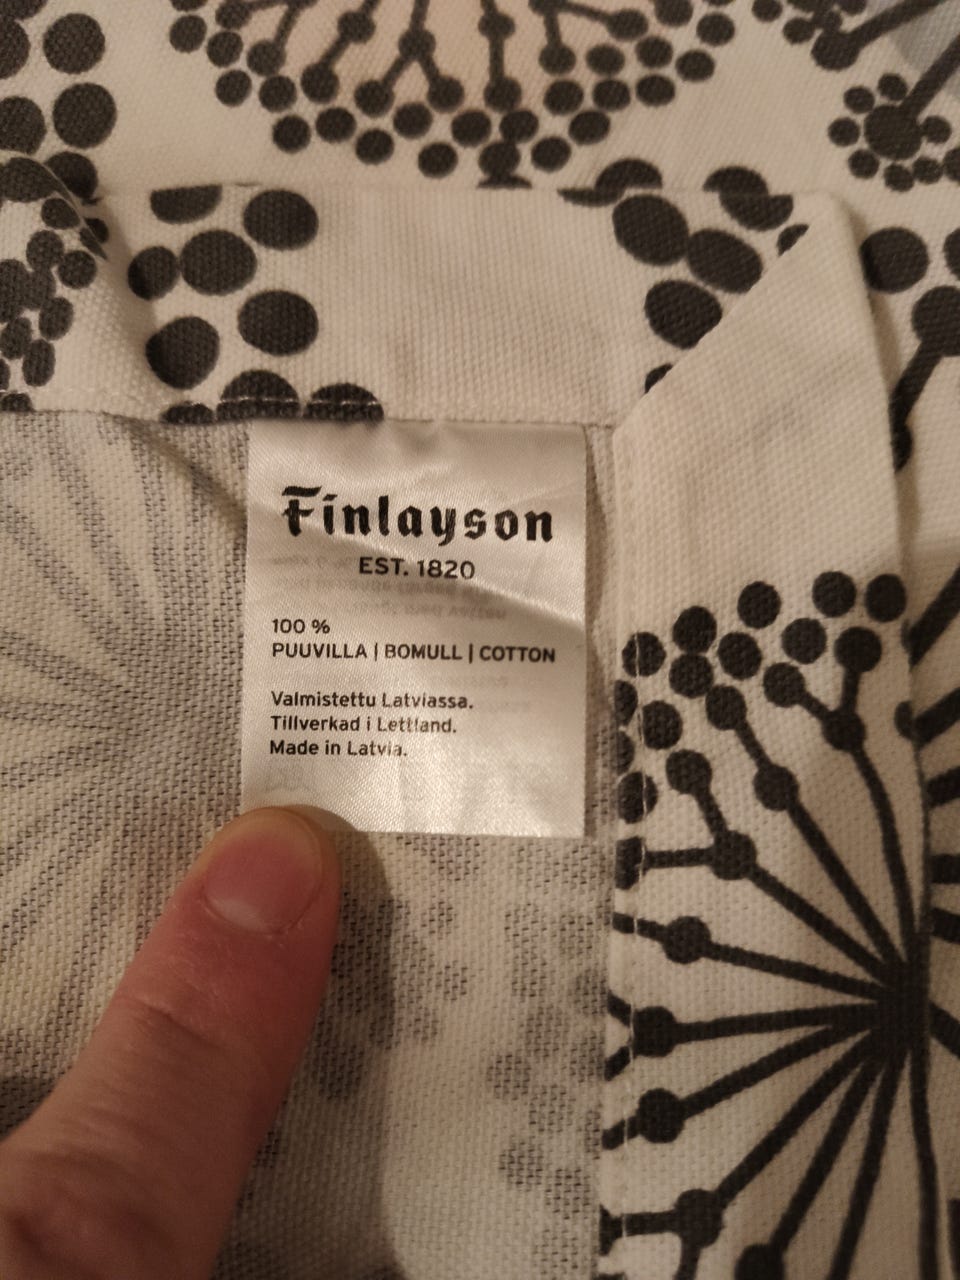 Finlayson
EST. 1820
100 %
PUUVILLA | BOMULL | COTTON
Valmistettu Latviassa.
Tillverkad i Lettland.
Made in Latvia.